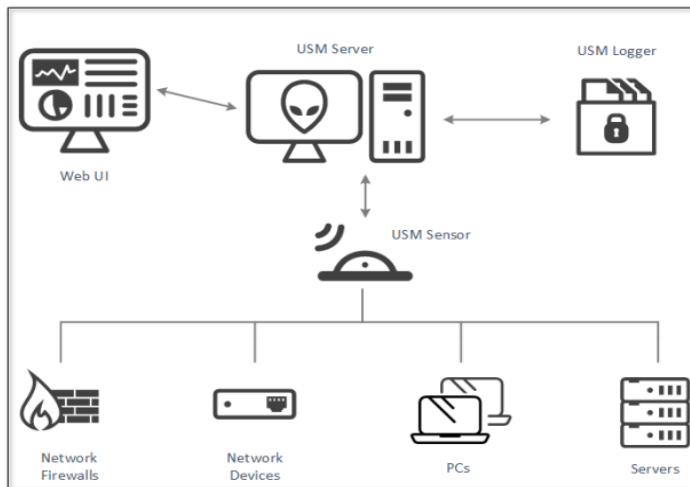 USM Server
USM Logger
Web UI
USM Sensor
Network
Firewalls
Network
Devices
PCs
Servers